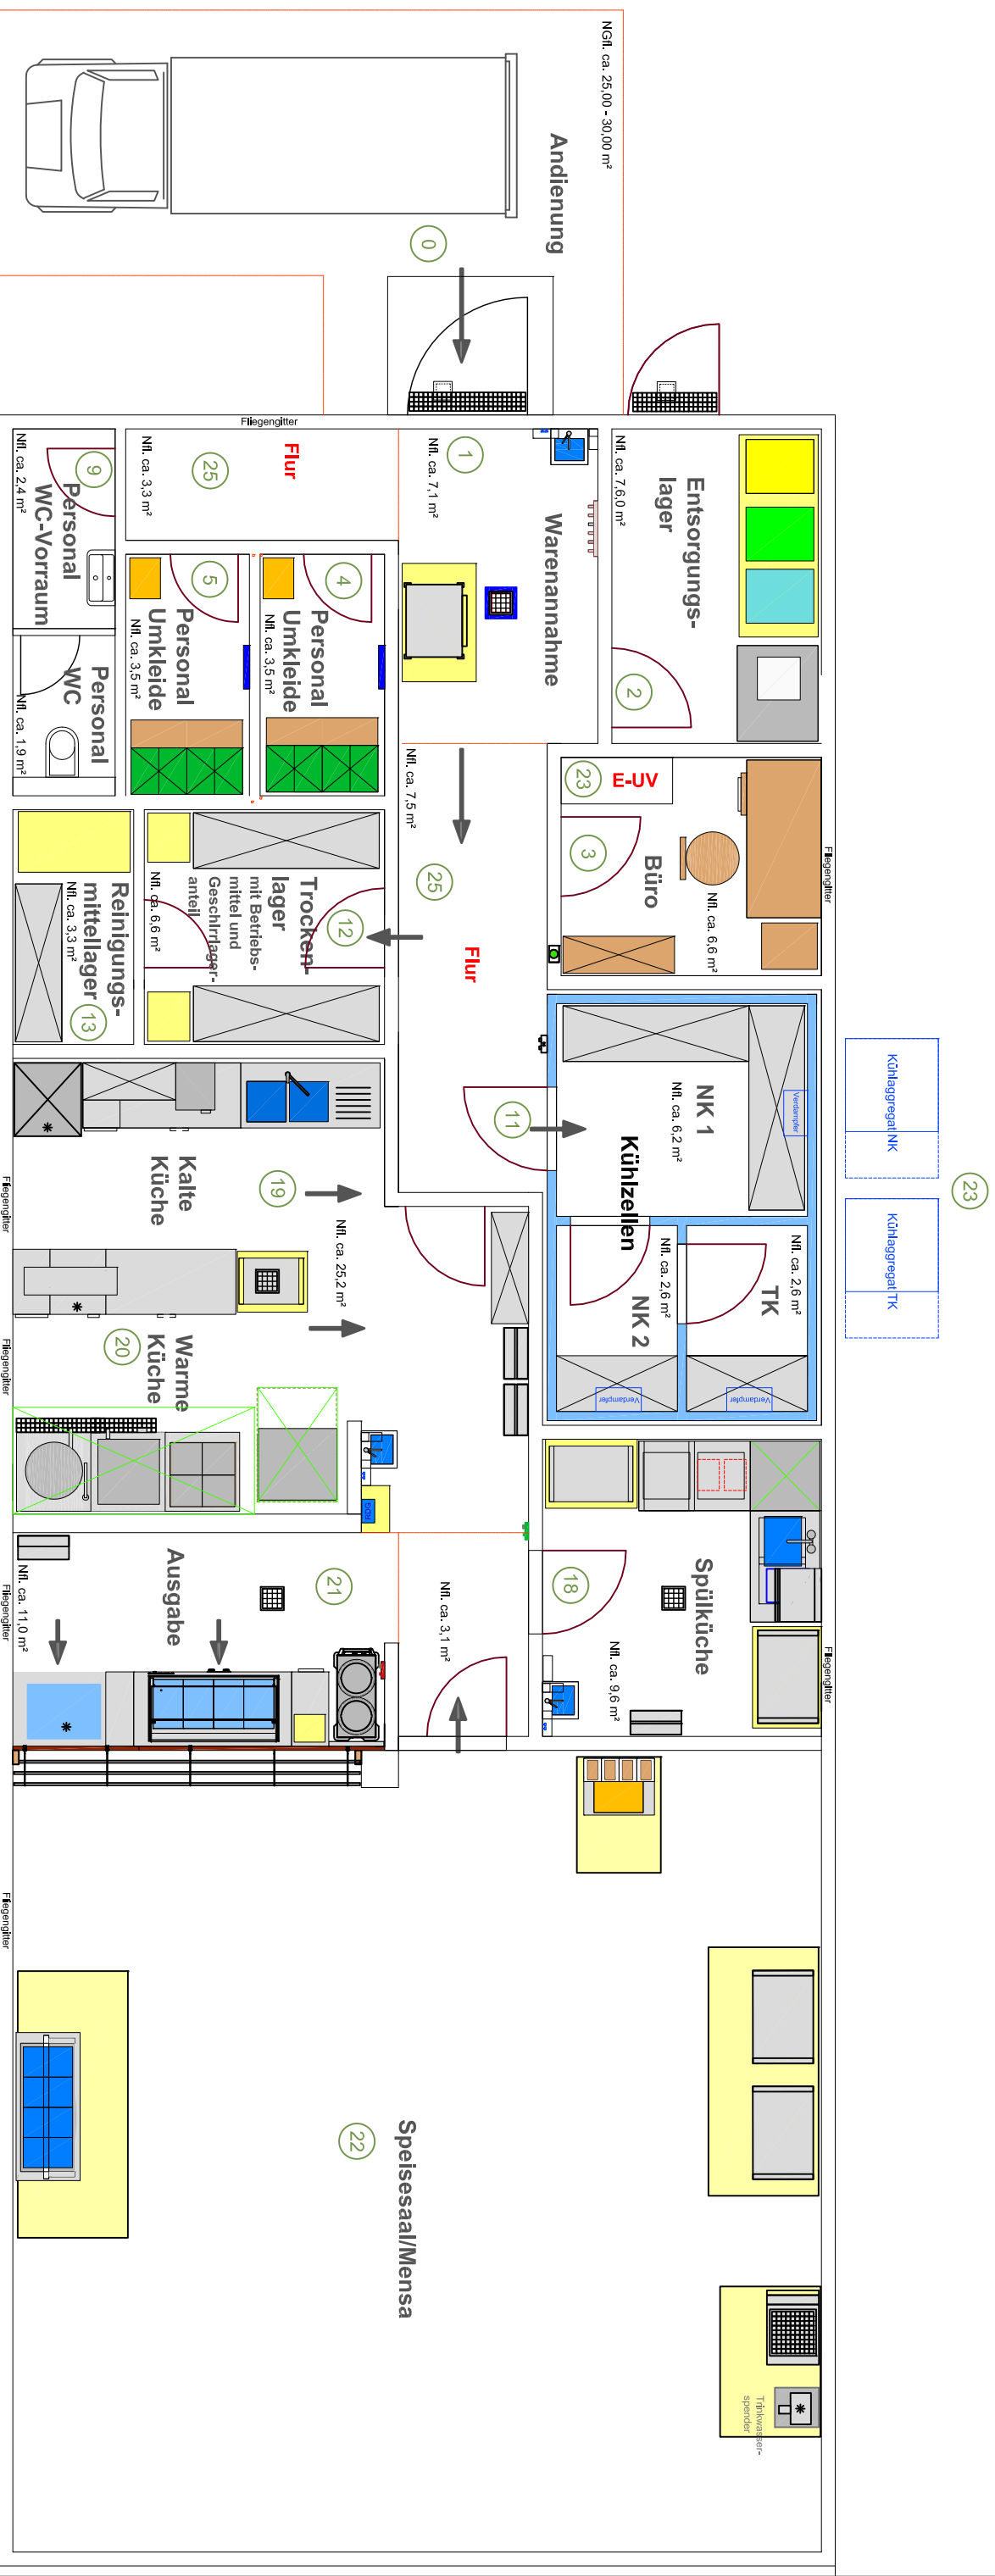 NGfl. ca. 25,00 - 30,00 m²
Andienung
0
Fliegengitter
Entsorgungs-
lager
Nfl. ca. 7,6,0 m²
2
Warenannahme
1
Nfl. ca. 7,1 m²
Flur
25
Nfl. ca. 3,3 m²
9
Personal
WC-Vorraum
Nfl. ca. 2,4 m²
4
Personal
Umkleide
Nfl. ca. 3,5 m²
5
Personal
Umkleide
Nfl. ca. 3,5 m²
Personal
WC
Nfl. ca. 1,9 m²
E-UV
23
3
Büro
Nfl. ca. 6,6 m²
Fliegengitter
Nfl. ca. 7,5 m²
25
Flur
12
Trocken-
lager
mit Betriebs-
mittel und
Geschirrlager-
anteil
Nfl. ca. 6,6 m²
Reinigungs-
mittellager
Nfl. ca. 3,3 m²
13
Kühlaggregat NK
Kühlaggregat TK
23
Verdampfer
NK 1
Nfl. ca. 6,2 m²
Kühlzellen
11
Nfl. ca. 2,6 m²
TK
Verdampfer
Nfl. ca. 2,6 m²
NK 2
Verdampfer
19
Kalte
Küche
Fliegengitter
Nfl. ca. 25,2 m²
Warme
Küche
20
Fliegengitter
18
Spülküche
Nfl. ca. 9,6 m²
Fliegengitter
Nfl. ca. 3,1 m²
21
Ausgabe
Nfl. ca. 11,0 m²
Fliegengitter
Fliegengitter
Speisesaal/Mensa
22
Trinkwasser-
spender